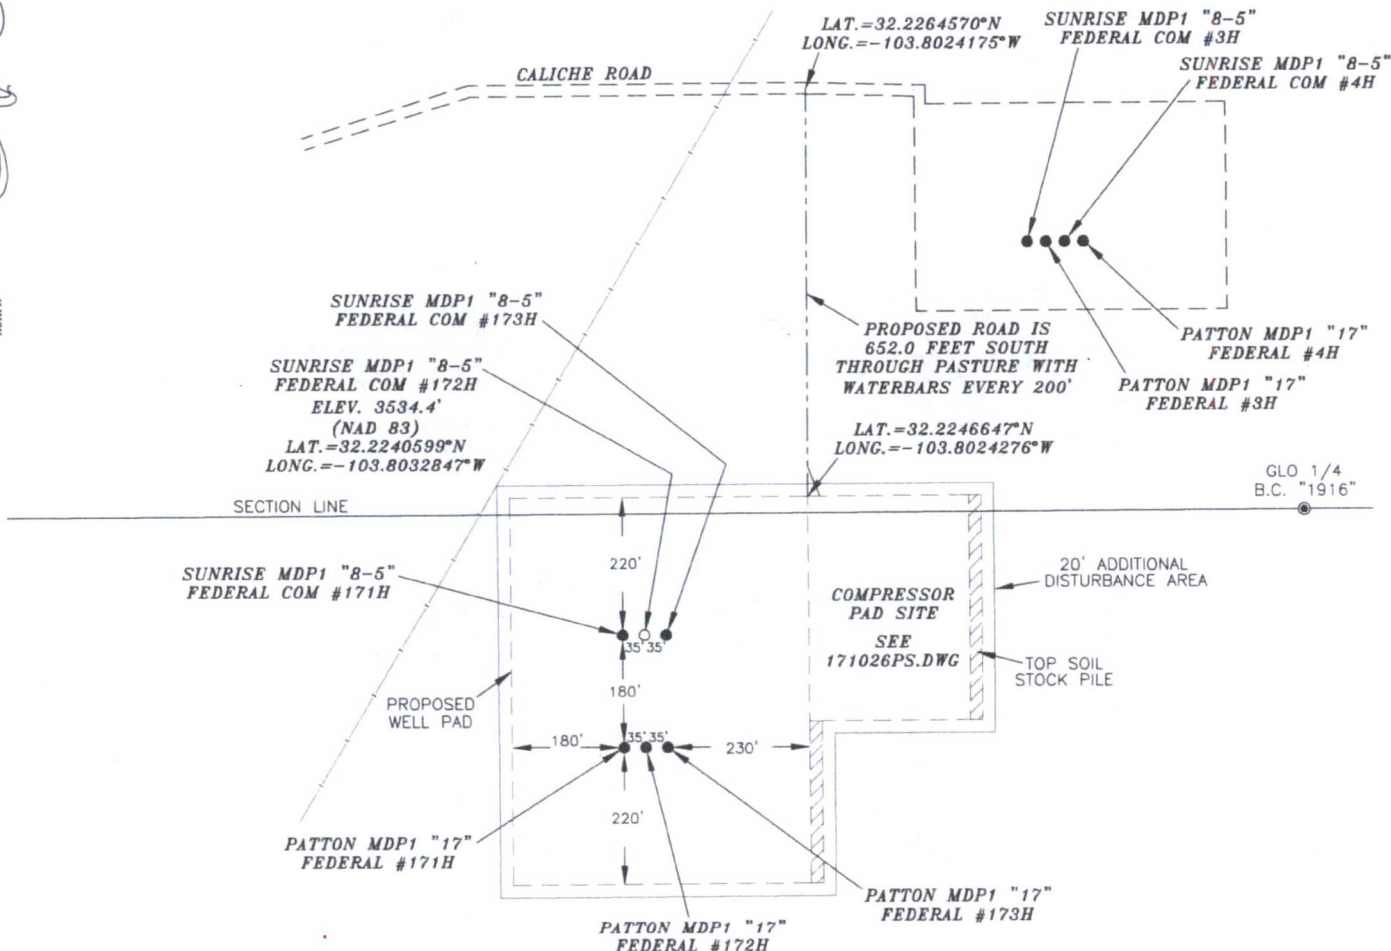 LAT.=32.2264570°N
LONG.=-103.8024175°W
SUNRISE MDP1 "8-5"
FEDERAL COM #3H
SUNRISE MDP1 "8-5"
FEDERAL COM #4H
CALICHE ROAD
SUNRISE MDP1 "8-5"
FEDERAL COM #173H
PROPOSED ROAD IS
652.0 FEET SOUTH
THROUGH PASTURE WITH
WATERBARS EVERY 200'
PATTON MDP1 "17"
FEDERAL #4H
PATTON MDP1 "17"
FEDERAL #3H
SUNRISE MDP1 "8-5"
FEDERAL COM #172H
ELEV. 3534.4'
(NAD 83)
LAT.=32.2240599°N
LONG.=-103.8032847°W
LAT.=32.2246647°N
LONG.=-103.8024276°W
GLO 1/4
B.C. "1916"
SECTION LINE
220'
20' ADDITIONAL
DISTURBANCE AREA
SUNRISE MDP1 "8-5"
FEDERAL COM #171H
COMPRESSOR
PAD SITE
SEE
171026PS.DWG
35' 35'
TOP SOIL
STOCK PILE
180'
PROPOSED
WELL PAD
35' 35'
180'
230'
220'
PATTON MDP1 "17"
FEDERAL #171H
PATTON MDP1 "17"
FEDERAL #173H
PATTON MDP1 "17"
FEDERAL #172H